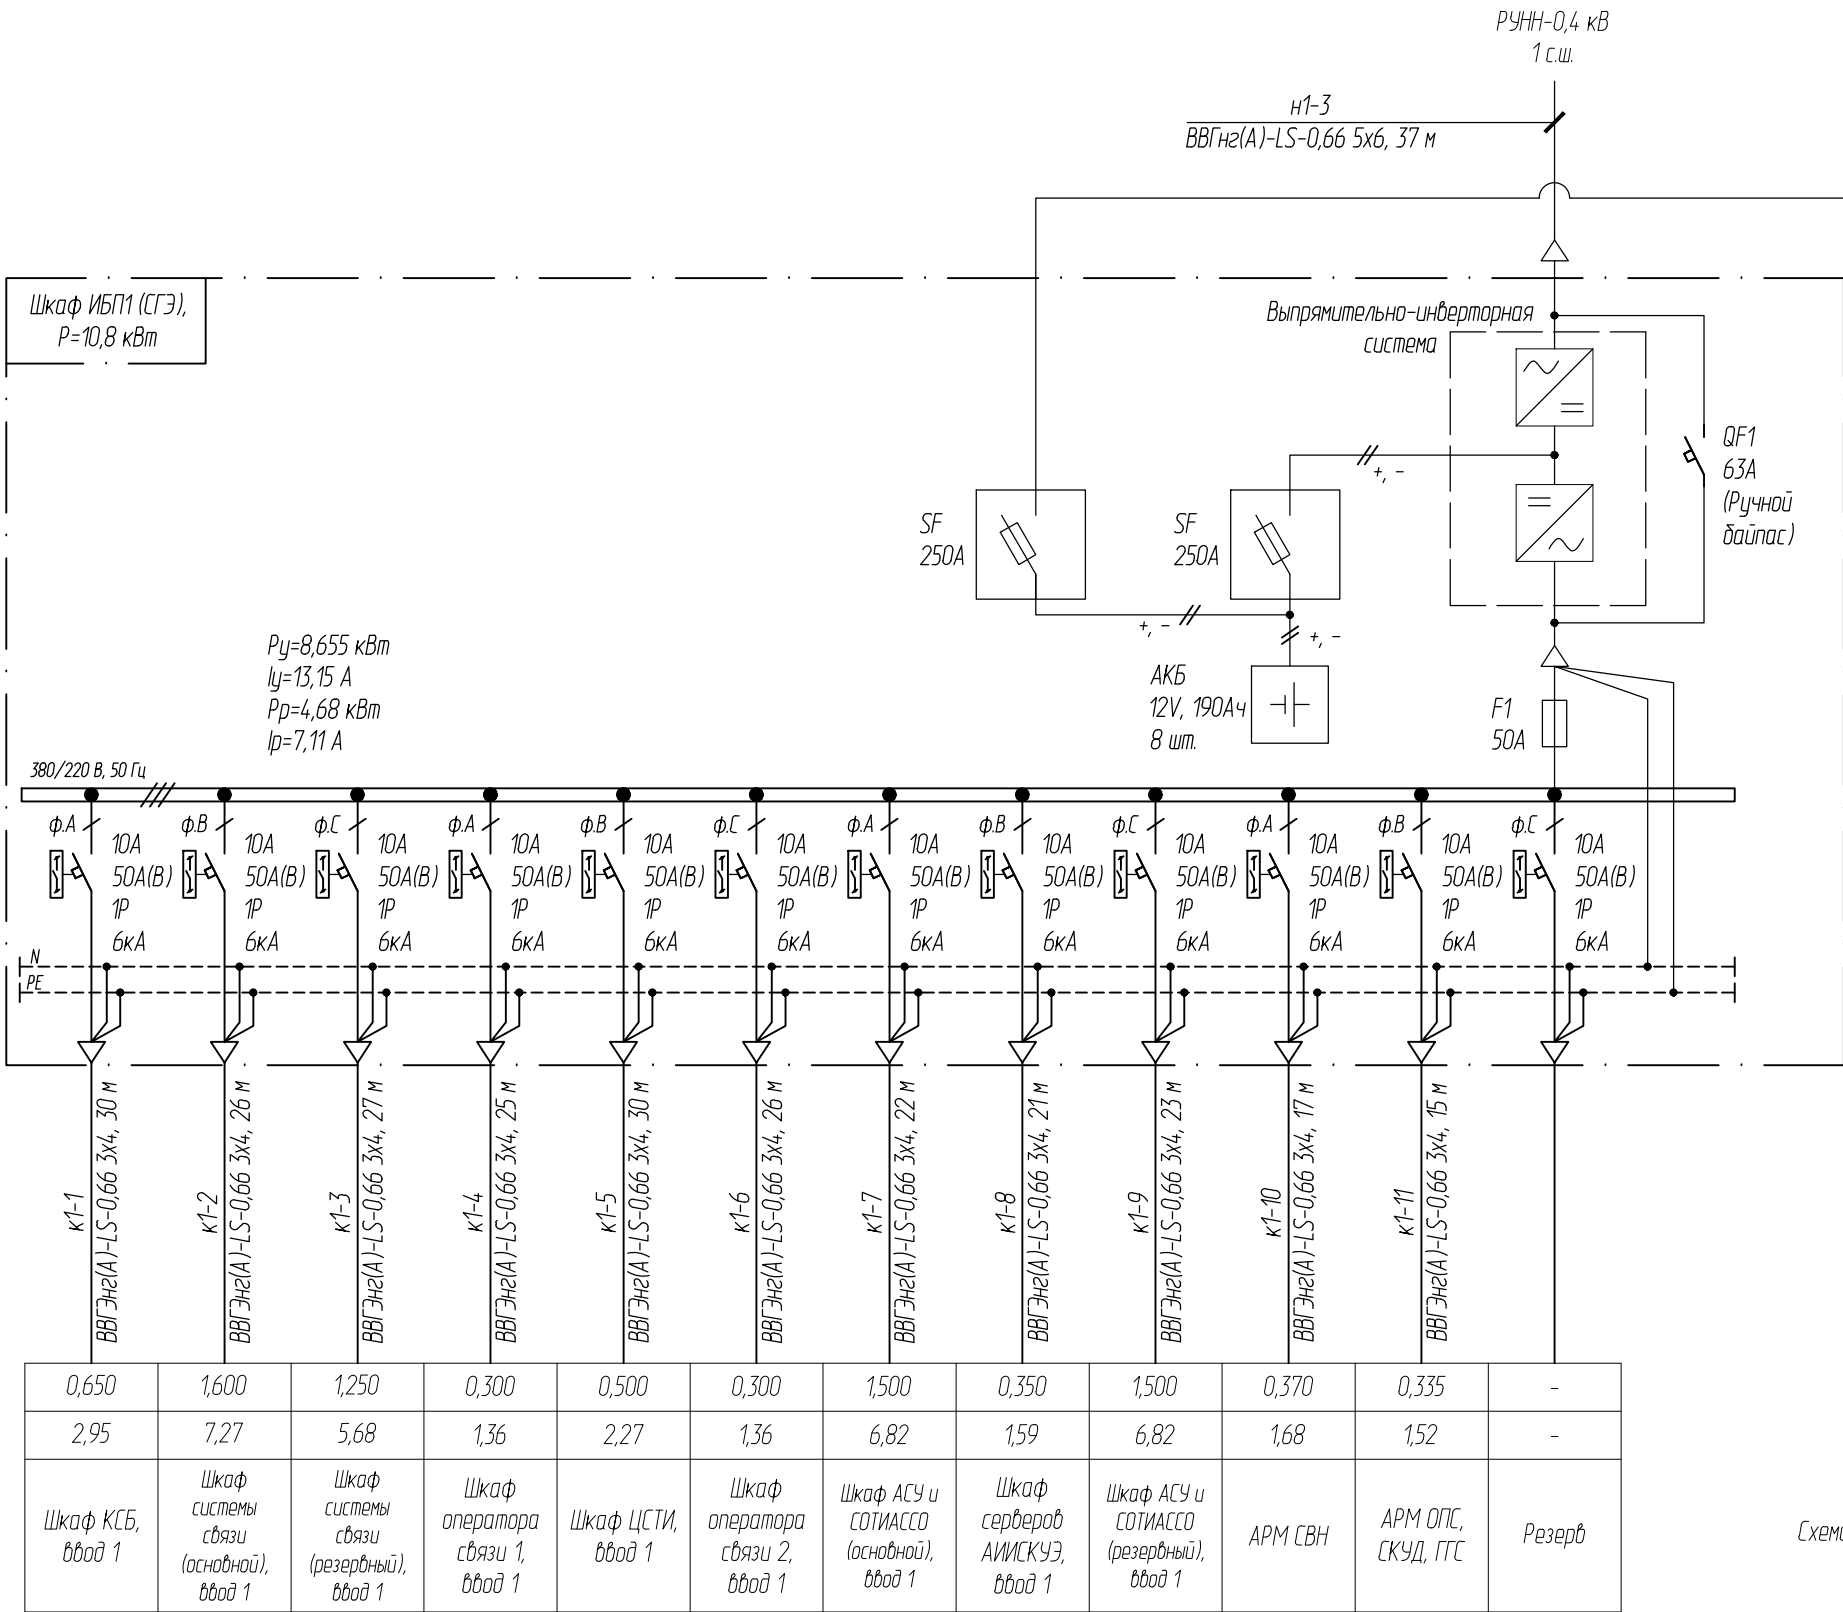 РУНН-0,4 кВ
1 с.ш.
н1-3
ВВГнг(А)-LS-0,66 5х6, 37 м
Шкаф ИБП1 (СГЭ),
Р=10,8 кВт
Выпрямительно-инверторная
система
QF1
63А
(Ручной
байпас)
+, -
SF
250А
SF
250А
+, -
+, -
Ру=8,655 кВт
Iу=13,15 А
Рр=4,68 кВт
Iр=7,11 А
АКБ
12V, 190Ач
8 шт.
F1
50А
380/220 В, 50 Гц
ф.А
10А
50А(В)
1Р
6кА
ф.В
10А
50А(В)
1Р
6кА
ф.С
10А
50А(В)
1Р
6кА
ф.А
10А
50А(В)
1Р
6кА
ф.В
10А
50А(В)
1Р
6кА
ф.С
10А
50А(В)
1Р
6кА
ф.А
10А
50А(В)
1Р
6кА
ф.В
10А
50А(В)
1Р
6кА
ф.С
10А
50А(В)
1Р
6кА
ф.А
10А
50А(В)
1Р
6кА
ф.В
10А
50А(В)
1Р
6кА
ф.С
10А
50А(В)
1Р
6кА
N
PE
к1-1
ВВГЭнг(А)-LS-0,66 3х4, 30 м
к1-2
ВВГЭнг(А)-LS-0,66 3х4, 26 м
к1-3
ВВГЭнг(А)-LS-0,66 3х4, 27 м
к1-4
ВВГЭнг(А)-LS-0,66 3х4, 25 м
к1-5
ВВГЭнг(А)-LS-0,66 3х4, 30 м
к1-6
ВВГЭнг(А)-LS-0,66 3х4, 26 м
к1-7
ВВГЭнг(А)-LS-0,66 3х4, 22 м
к1-8
ВВГЭнг(А)-LS-0,66 3х4, 21 м
к1-9
ВВГЭнг(А)-LS-0,66 3х4, 23 м
к1-10
ВВГЭнг(А)-LS-0,66 3х4, 17 м
к1-11
ВВГЭнг(А)-LS-0,66 3х4, 15 м
0,650 1,600 1,250 0,300 0,500 0,300 1,500 0,350 1,500 0,370 0,335 -
2,95 7,27 5,68 1,36 2,27 1,36 6,82 1,59 6,82 1,68 1,52 -
Шкаф КСБ,
ввод 1
Шкаф
системы
связи
(основной),
ввод 1
Шкаф
системы
связи
(резервный),
ввод 1
Шкаф
оператора
связи 1,
ввод 1
Шкаф ЦСТИ,
ввод 1
Шкаф
оператора
связи 2,
ввод 1
Шкаф АСУ и
СОТИАССО
(основной),
ввод 1
Шкаф
серверов
АИИСКУЭ,
ввод 1
Шкаф АСУ и
СОТИАССО
(резервный),
ввод 1
АРМ СВН
АРМ ОПС,
СКУД, ГГС
Резерв